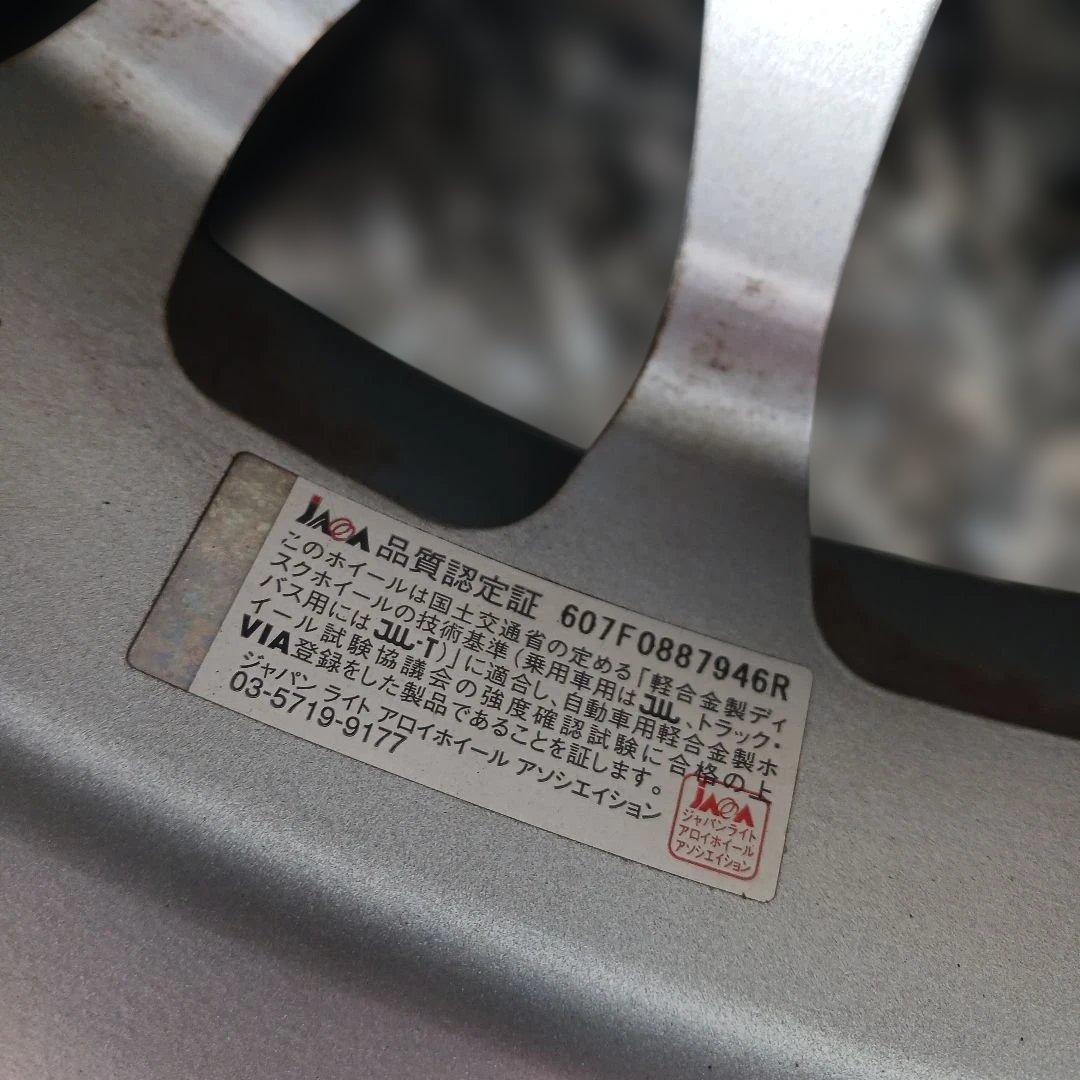 JAWA 品質認定証 607F0887946R
このホイールは国土交通省の定める「軽合金製ディ
スクホイールの技術基準(乗用車用はJWL、トラック・
バス用にはJWL・T)」に適合し、自動車用軽合金製ホ
イール試験協議会の強度確認試験に合格の上
VIA登録をした製品であることを証します。
ジャパン ライト アロイホイール アソシエイション
03-5719-9177
JAWA
ジャパンライト
アロイホイール
アソシエイション